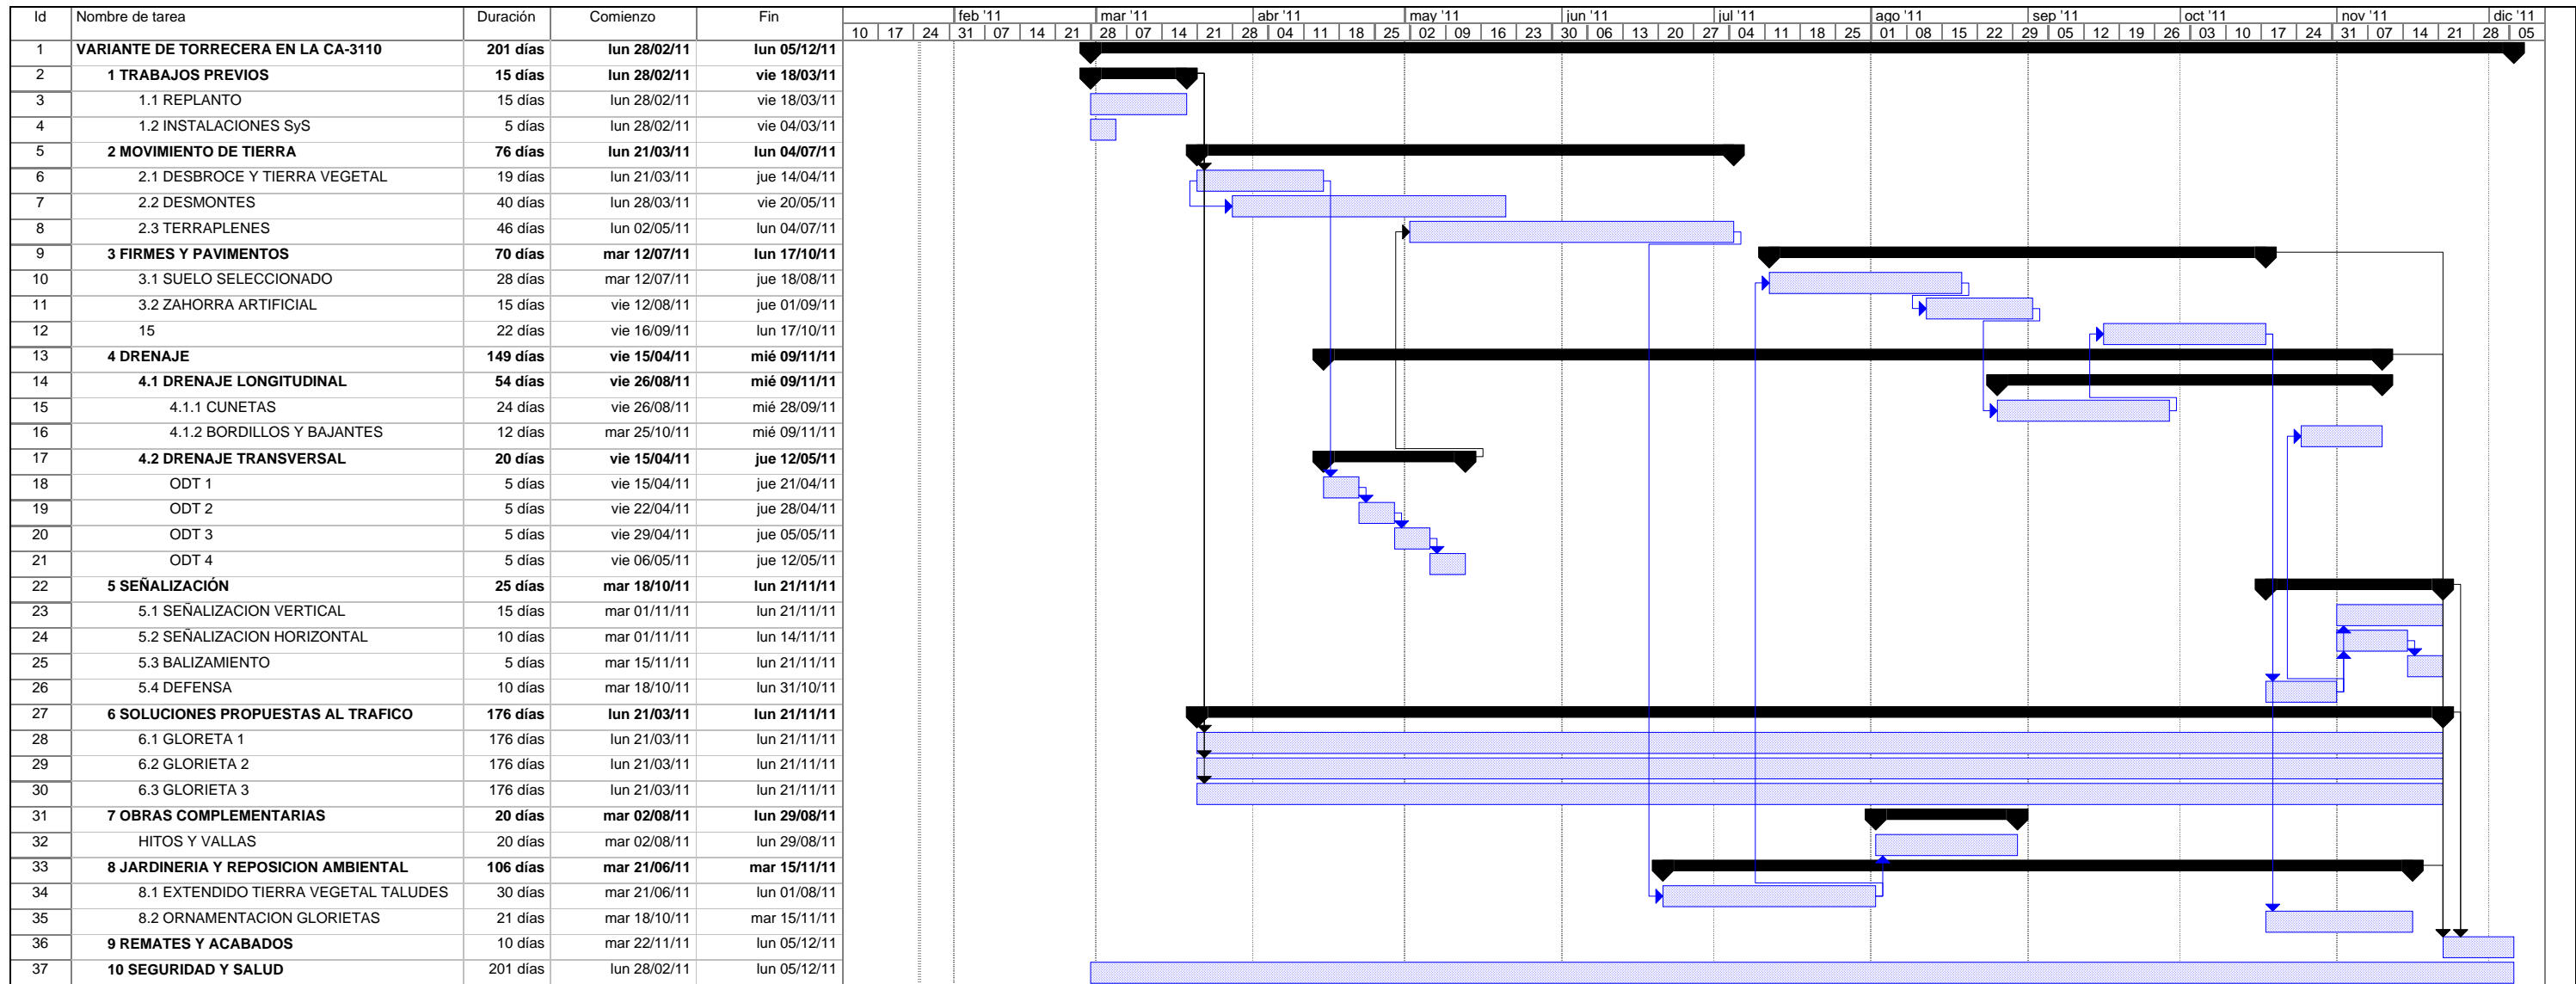 Id Nombre de tarea Duración Comienzo Fin feb '11 mar '11 abr '11 may '11 jun '11 jul '11 ago '11 sep '11 oct '11 nov '11 dic '11
10 17 24 31 07 14 21 28 07 14 21 28 04 11 18 25 02 09 16 23 30 06 13 20 27 04 11 18 25 01 08 15 22 29 05 12 19 26 03 10 17 24 31 07 14 21 28 05
1 VARIANTE DE TORRECERA EN LA CA-3110 201 días lun 28/02/11 lun 05/12/11
2 1 TRABAJOS PREVIOS 15 días lun 28/02/11 vie 18/03/11
3 1.1 REPLANTO 15 días lun 28/02/11 vie 18/03/11
4 1.2 INSTALACIONES SyS 5 días lun 28/02/11 vie 04/03/11
5 2 MOVIMIENTO DE TIERRA 76 días lun 21/03/11 lun 04/07/11
6 2.1 DESBROCE Y TIERRA VEGETAL 19 días lun 21/03/11 jue 14/04/11
7 2.2 DESMONTES 40 días lun 28/03/11 vie 20/05/11
8 2.3 TERRAPLENES 46 días lun 02/05/11 lun 04/07/11
9 3 FIRMES Y PAVIMENTOS 70 días mar 12/07/11 lun 17/10/11
10 3.1 SUELO SELECCIONADO 28 días mar 12/07/11 jue 18/08/11
11 3.2 ZAHORRA ARTIFICIAL 15 días vie 12/08/11 jue 01/09/11
12 15 22 días vie 16/09/11 lun 17/10/11
13 4 DRENAJE 149 días vie 15/04/11 mié 09/11/11
14 4.1 DRENAJE LONGITUDINAL 54 días vie 26/08/11 mié 09/11/11
15 4.1.1 CUNETAS 24 días vie 26/08/11 mié 28/09/11
16 4.1.2 BORDILLOS Y BAJANTES 12 días mar 25/10/11 mié 09/11/11
17 4.2 DRENAJE TRANSVERSAL 20 días vie 15/04/11 jue 12/05/11
18 ODT 1 5 días vie 15/04/11 jue 21/04/11
19 ODT 2 5 días vie 22/04/11 jue 28/04/11
20 ODT 3 5 días vie 29/04/11 jue 05/05/11
21 ODT 4 5 días vie 06/05/11 jue 12/05/11
22 5 SEÑALIZACIÓN 25 días mar 18/10/11 lun 21/11/11
23 5.1 SEÑALIZACION VERTICAL 15 días mar 01/11/11 lun 21/11/11
24 5.2 SEÑALIZACION HORIZONTAL 10 días mar 01/11/11 lun 14/11/11
25 5.3 BALIZAMIENTO 5 días mar 15/11/11 lun 21/11/11
26 5.4 DEFENSA 10 días mar 18/10/11 lun 31/10/11
27 6 SOLUCIONES PROPUESTAS AL TRAFICO 176 días lun 21/03/11 lun 21/11/11
28 6.1 GLORETA 1 176 días lun 21/03/11 lun 21/11/11
29 6.2 GLORIETA 2 176 días lun 21/03/11 lun 21/11/11
30 6.3 GLORIETA 3 176 días lun 21/03/11 lun 21/11/11
31 7 OBRAS COMPLEMENTARIAS 20 días mar 02/08/11 lun 29/08/11
32 HITOS Y VALLAS 20 días mar 02/08/11 lun 29/08/11
33 8 JARDINERIA Y REPOSICION AMBIENTAL 106 días mar 21/06/11 mar 15/11/11
34 8.1 EXTENDIDO TIERRA VEGETAL TALUDES 30 días mar 21/06/11 lun 01/08/11
35 8.2 ORNAMENTACION GLORIETAS 21 días mar 18/10/11 mar 15/11/11
36 9 REMATES Y ACABADOS 10 días mar 22/11/11 lun 05/12/11
37 10 SEGURIDAD Y SALUD 201 días lun 28/02/11 lun 05/12/11